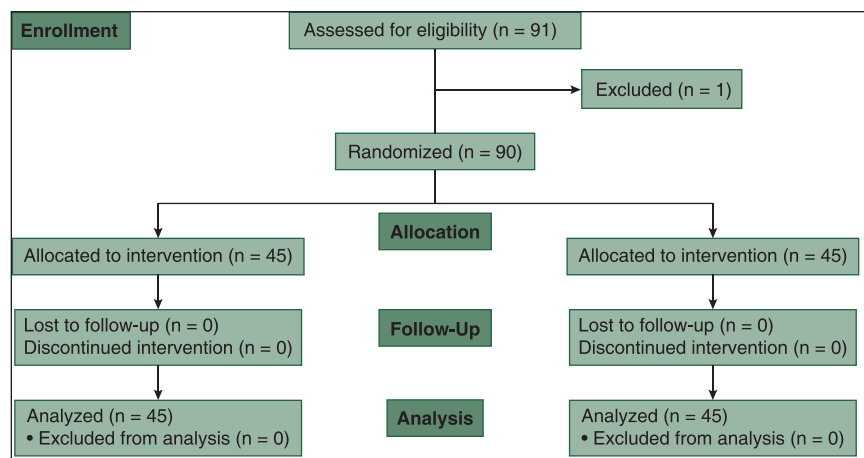 Enrollment
Assessed for eligibility (n = 91)
Excluded (n = 1)
Randomized (n = 90)
Allocation
Allocated to intervention (n = 45)
Allocated to intervention (n = 45)
Follow-Up
Lost to follow-up (n = 0)
Discontinued intervention (n = 0)
Lost to follow-up (n = 0)
Discontinued intervention (n = 0)
Analysis
Analyzed (n = 45)
• Excluded from analysis (n = 0)
Analyzed (n = 45)
• Excluded from analysis (n = 0)